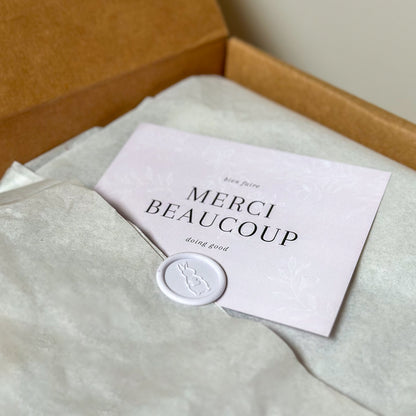 bien faire
MERCI
BEAUCOUP
doing good